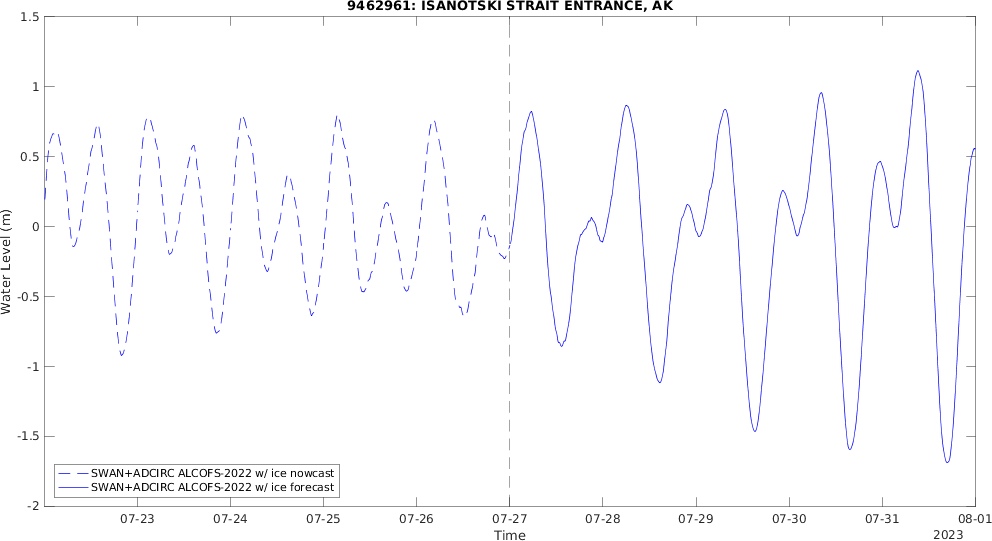 9462961: ISANOTSKI STRAIT ENTRANCE, AK
1.5
1
0.5
0
-0.5
-1
-1.5
-2
Water Level (m)
SWAN+ADCIRC ALCOFS-2022 w/ ice nowcast
SWAN+ADCIRC ALCOFS-2022 w/ ice forecast
07-23 07-24 07-25 07-26 07-27 07-28 07-29 07-30 07-31 08-01
Time
2023